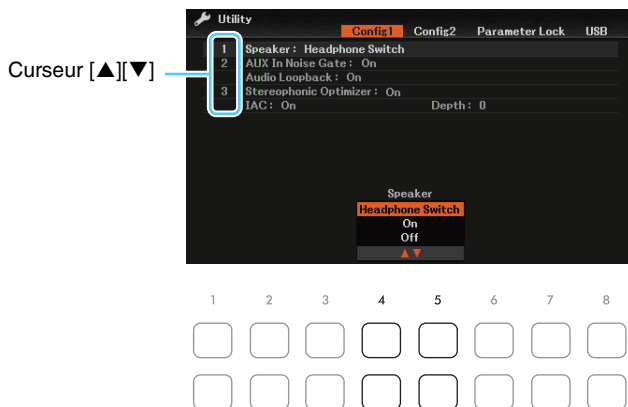 Utility
Config1 Config2 Parameter Lock USB
1 Speaker : Headphone Switch
2 AUX In Noise Gate : On
Audio Loopback : On
3 Stereophonic Optimizer : On
IAC : On Depth : 0
Curseur [▲][▼]
Speaker
Headphone Switch
On
Off
▲▼
1 2 3 4 5 6 7 8